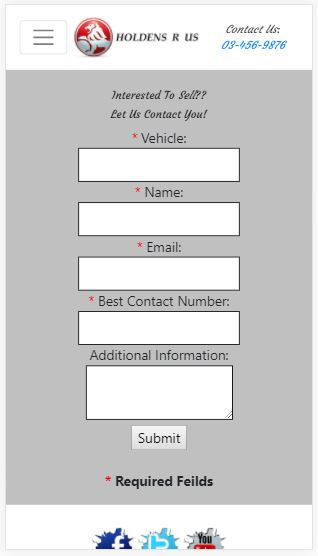 HOLDENS R US
Contact Us:
03-456-9876
Interested To Sell??
Let Us Contact You!
* Vehicle:
* Name:
* Email:
* Best Contact Number:
Additional Information:
Submit
* Required Feilds
You